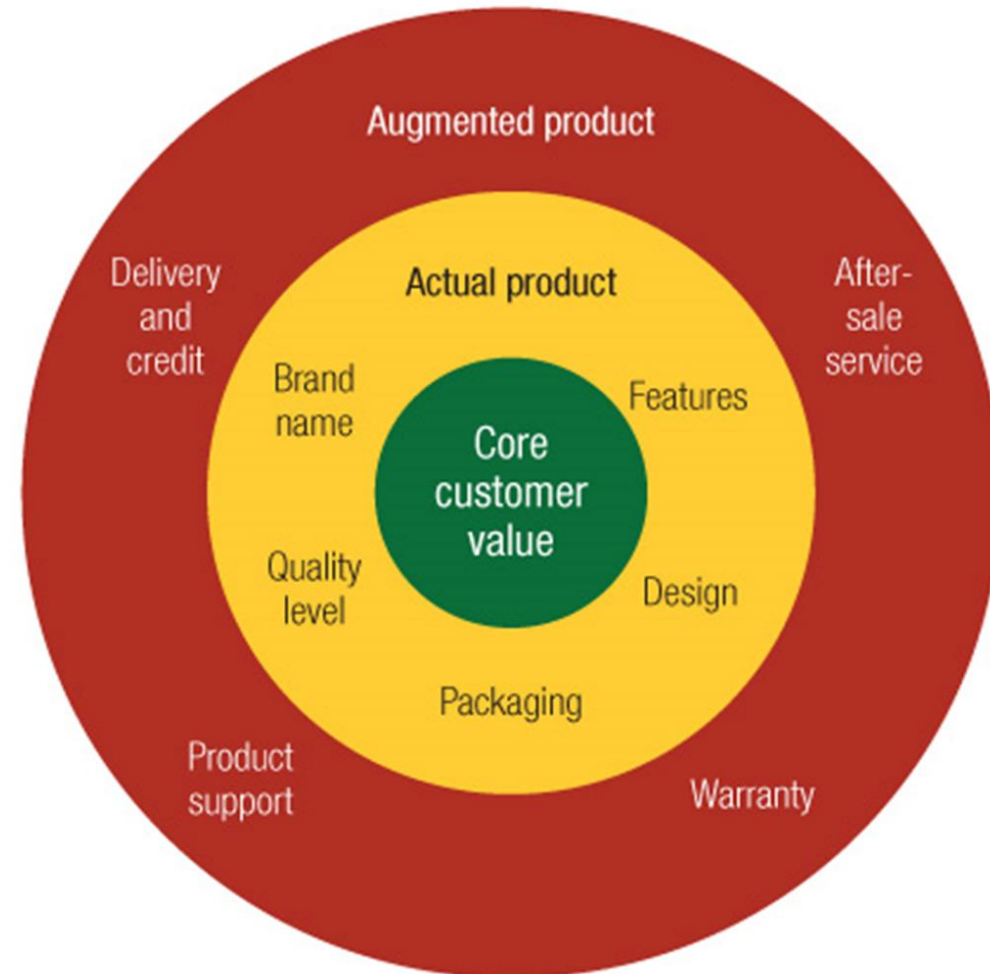 Augmented product
Delivery
and
credit
After-
sale
service
Actual product
Brand
name
Features
Core
customer
value
Quality
level
Design
Packaging
Product
support
Warranty